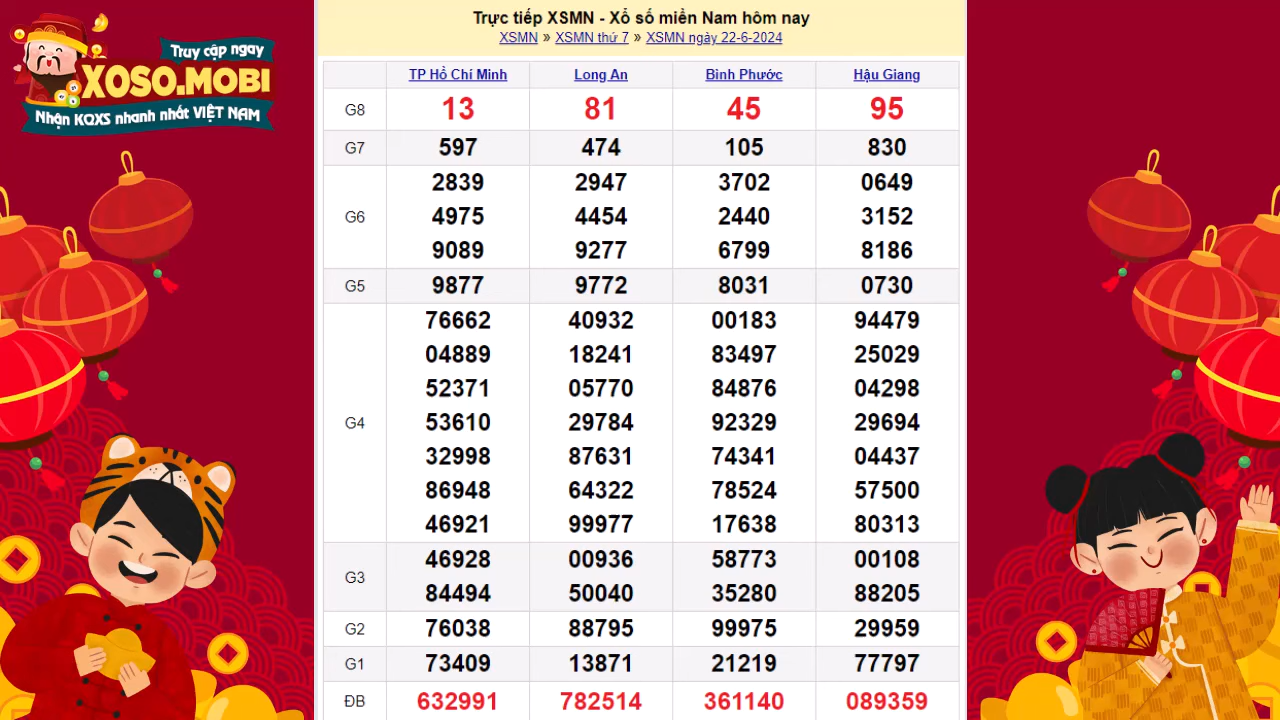 Truy cập ngay
XOSO.MOBI
Nhận KQXS nhanh nhất VIỆT NAM
Trực tiếp XSMN - Xổ số miền Nam hôm nay
XSMN » XSMN thứ 7 » XSMN ngày 22-6-2024
TP Hồ Chí Minh Long An Bình Phước Hậu Giang
G8 13 81 45 95
G7 597 474 105 830
2839 2947 3702 0649
G6 4975 4454 2440 3152
9089 9277 6799 8186
G5 9877 9772 8031 0730
76662 40932 00183 94479
04889 18241 83497 25029
52371 05770 84876 04298
G4 53610 29784 92329 29694
32998 87631 74341 04437
86948 64322 78524 57500
46921 99977 17638 80313
G3 46928 00936 58773 00108
84494 50040 35280 88205
G2 76038 88795 99975 29959
G1 73409 13871 21219 77797
ĐB 632991 782514 361140 089359